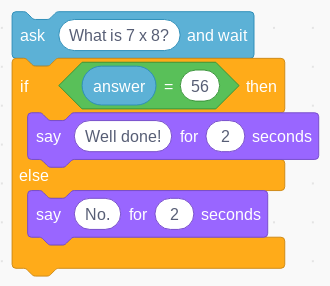 ask What is 7 x 8? and wait
if answer = 56 then
say Well done! for 2 seconds
else
say No. for 2 seconds